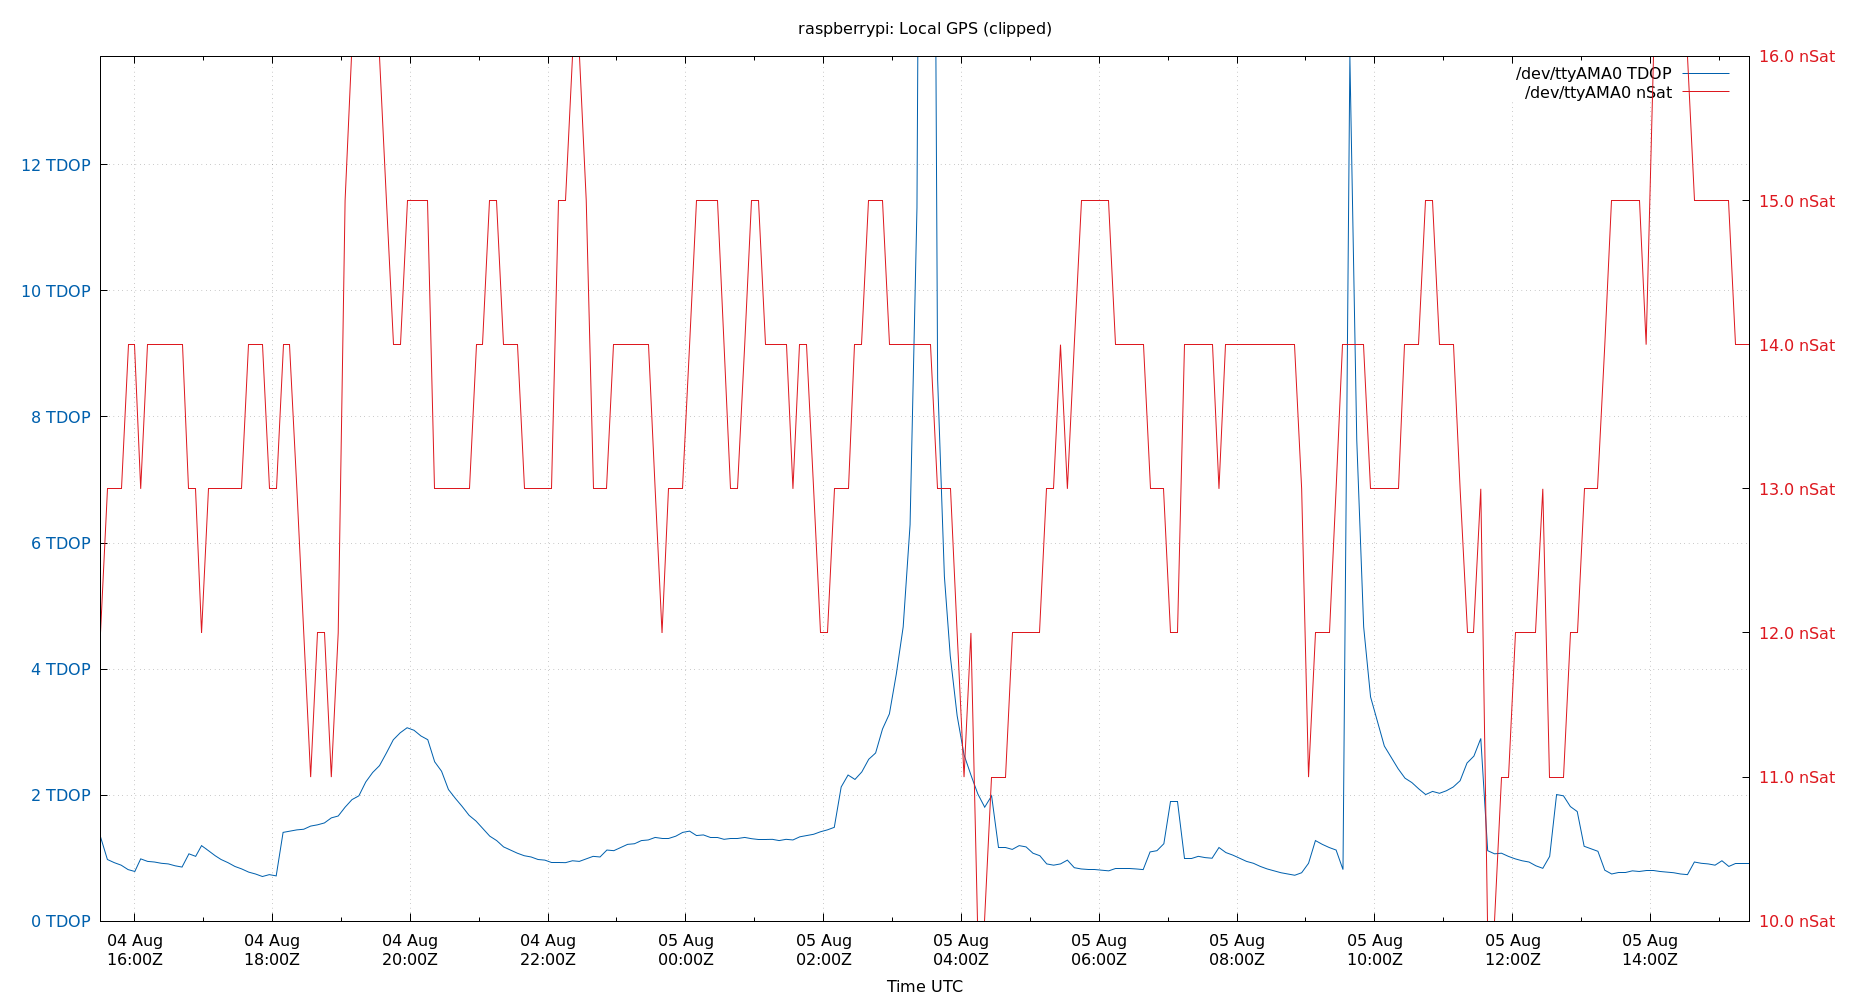 raspberrypi: Local GPS (clipped)
/dev/ttyAMA0 TDOP
/dev/ttyAMA0 nSat
12 TDOP
10 TDOP
8 TDOP
6 TDOP
4 TDOP
2 TDOP
0 TDOP
16.0 nSat
15.0 nSat
14.0 nSat
13.0 nSat
12.0 nSat
11.0 nSat
10.0 nSat
04 Aug 04 Aug 04 Aug 04 Aug 05 Aug 05 Aug 05 Aug 05 Aug 05 Aug 05 Aug 05 Aug 05 Aug
16:00Z 18:00Z 20:00Z 22:00Z 00:00Z 02:00Z 04:00Z 06:00Z 08:00Z 10:00Z 12:00Z 14:00Z
Time UTC